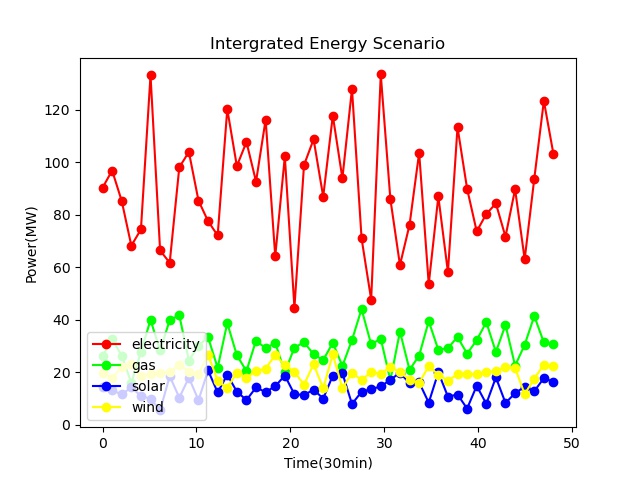 Intergrated Energy Scenario
Power(MW)
120
100
80
60
40
20
0
electricity
gas
solar
wind
0 10 20 30 40 50
Time(30min)